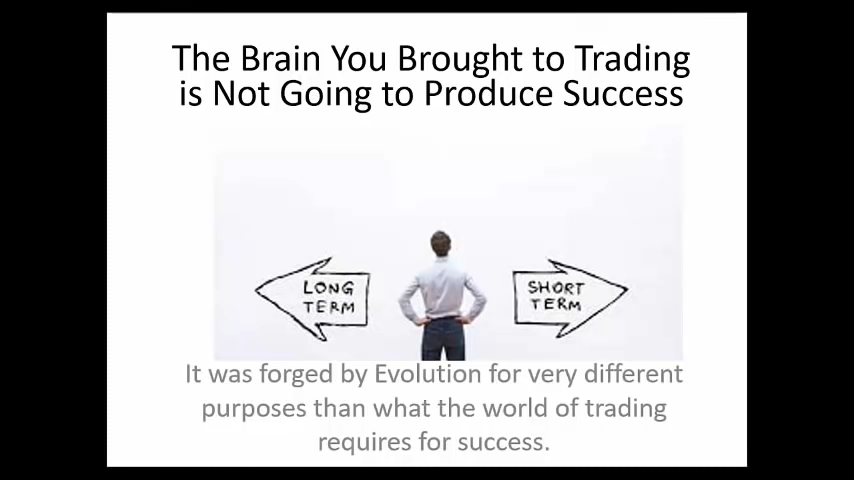 The Brain You Brought to Trading
is Not Going to Produce Success
LONG
TERM
SHORT
TERM
It was forged by Evolution for very different
purposes than what the world of trading
requires for success.